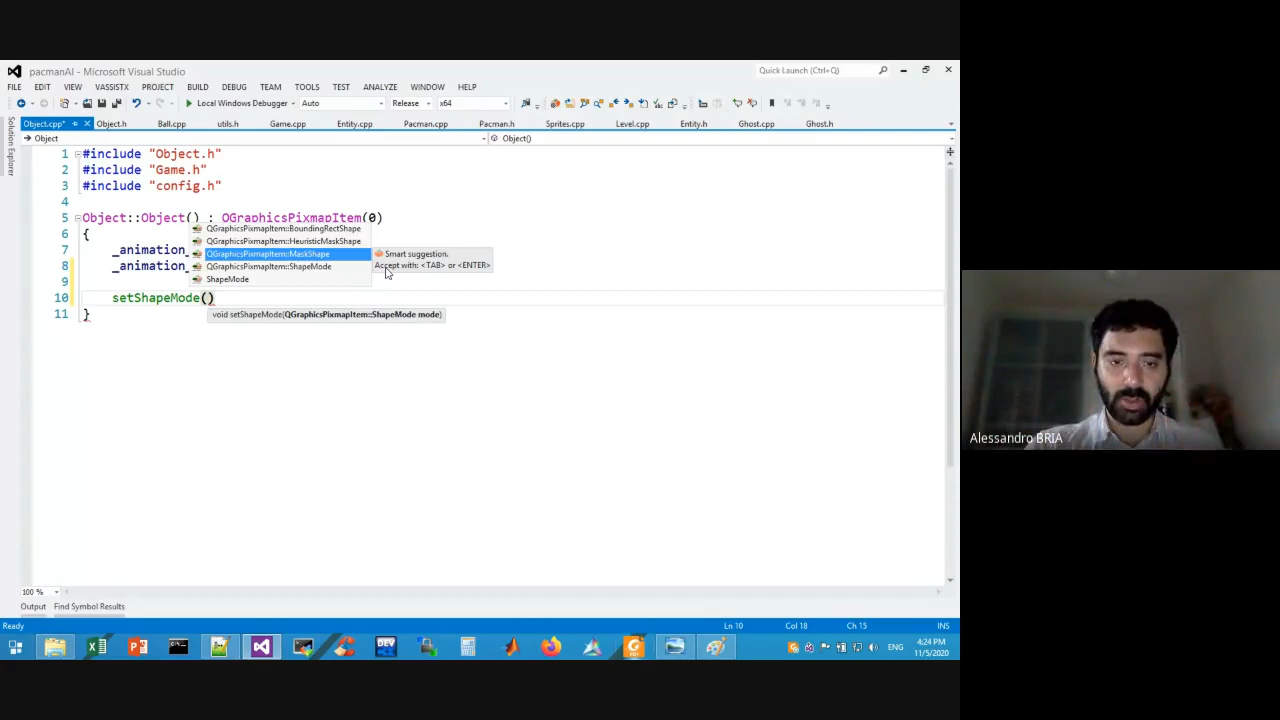 pacmanAI - Microsoft Visual Studio
Quick Launch (Ctrl+Q)
FILE EDIT VIEW VASSISTX PROJECT BUILD DEBUG TEAM TOOLS TEST ANALYZE WINDOW HELP
Local Windows Debugger Auto Release x64
Object.cpp* Object.h Ball.cpp utils.h Game.cpp Entity.cpp Pacman.cpp Pacman.h Sprites.cpp Level.cpp Entity.h Ghost.cpp Ghost.h
Solution Explorer
Object Object()
1 #include "Object.h"
2 #include "Game.h"
3 #include "config.h"
4
5 Object::Object() : QGraphicsPixmapItem(0)
6 {
QGraphicsPixmapItem::BoundingRectShape
QGraphicsPixmapItem::HeuristicMaskShape
7 _animation_
QGraphicsPixmapItem::MaskShape
Smart suggestion.
Accept with: <TAB> or <ENTER>
8 _animation_
QGraphicsPixmapItem::ShapeMode
9
ShapeMode
10 setShapeMode()
11 }
void setShapeMode(QGraphicsPixmapItem::ShapeMode mode)
100 %
Output Find Symbol Results
Ready Ln 10 Col 18 Ch 15 INS
DEV
PDF
ENG
4:24 PM
11/5/2020
Alessandro BRIA